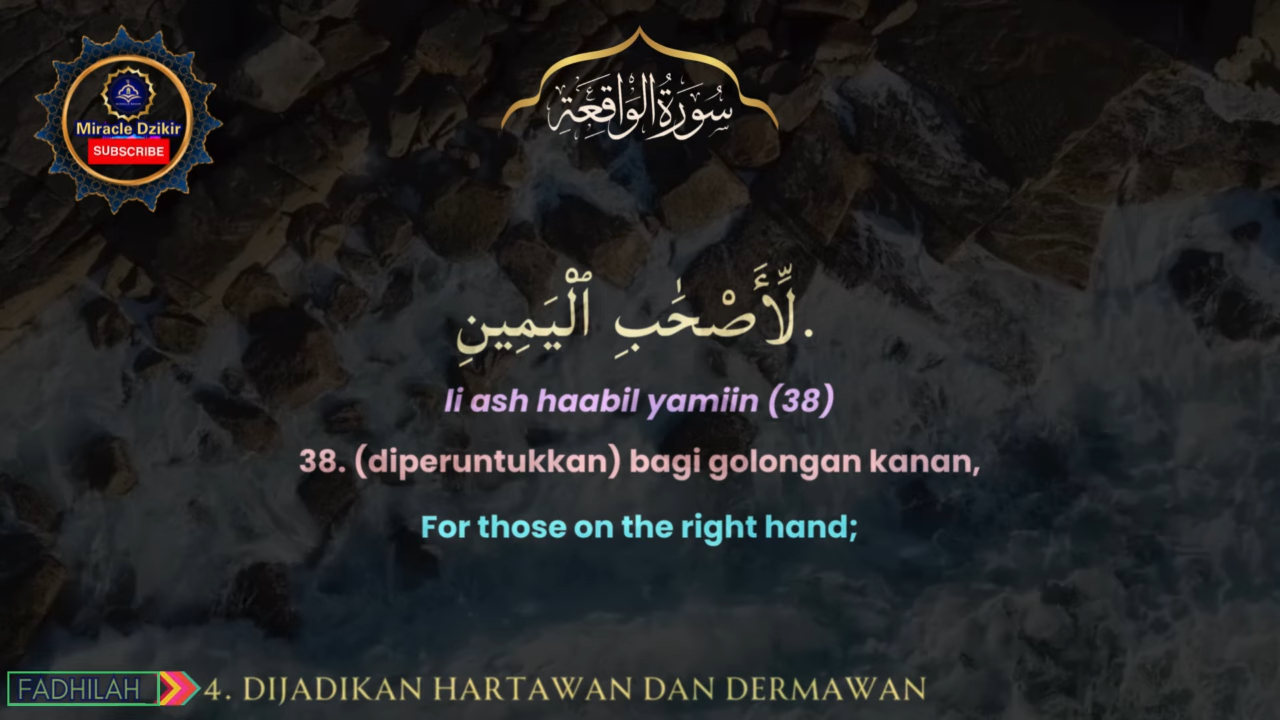 Miracle Dzikir
SUBSCRIBE
سُورَةُ الْوَاقِعَةِ
لِّأَصْحَٰبِ ٱلْيَمِينِ.
li ash haabil yamiin (38)
38. (diperuntukkan) bagi golongan kanan,
For those on the right hand;
FADHILAH
4. DIJADIKAN HARTAWAN DAN DERMAWAN